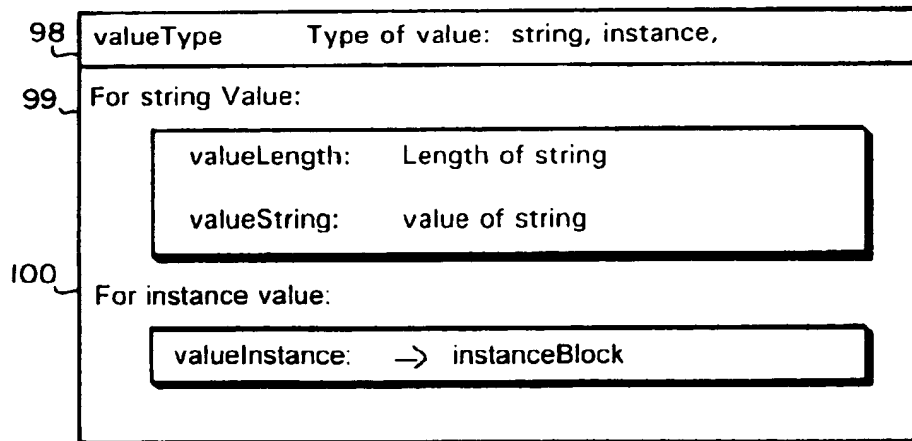 98 valueType Type of value: string, instance,
99 For string Value:
valueLength: Length of string
valueString: value of string
100 For instance value:
valueInstance: -> instanceBlock